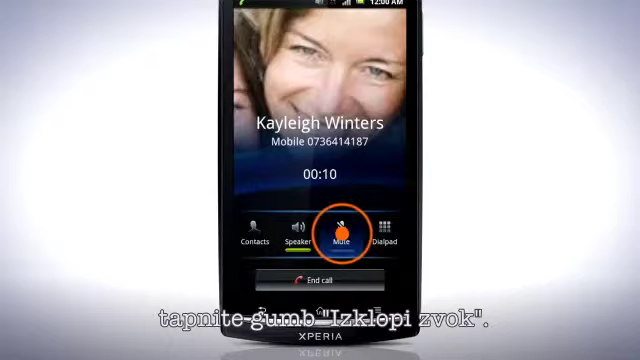 12:00 AM
Kayleigh Winters
Mobile 0736414187
00:10
Contacts Speaker Mute Dialpad
End call
tapnite gumb "Izklopi zvok".
XPERIA